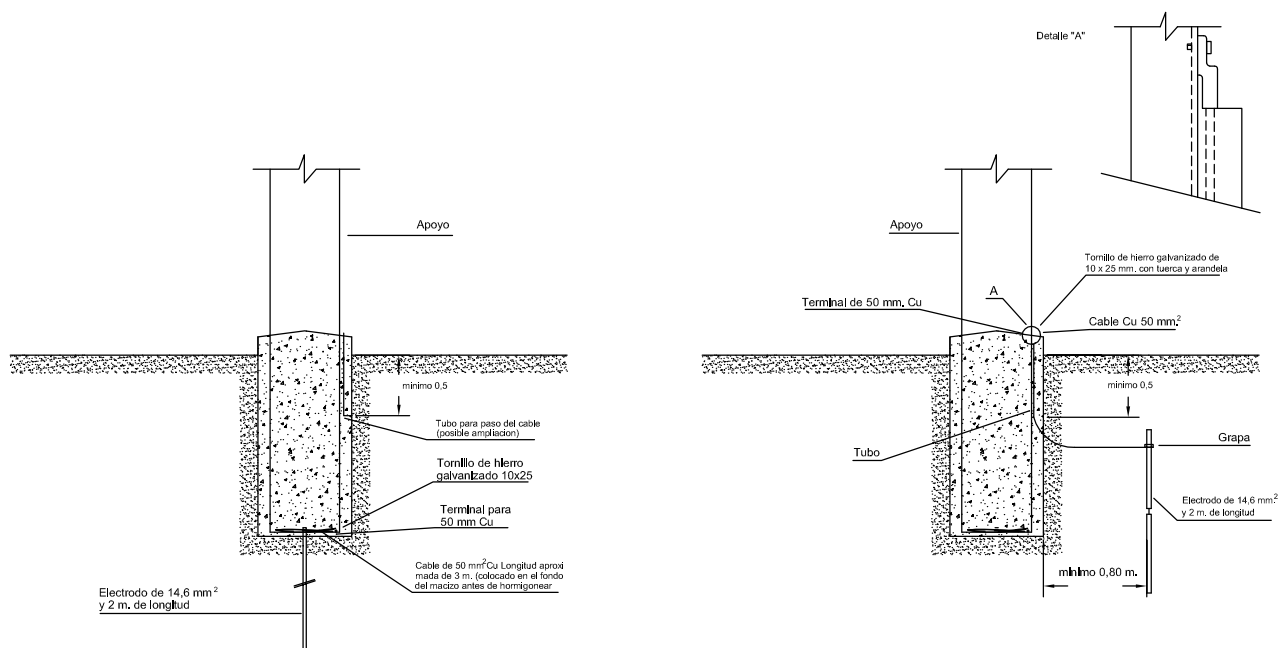 Detalle "A"
Apoyo
minimo 0,5
Tubo para paso del cable
(posible ampliacion)
Tornillo de hierro
galvanizado 10x25
Terminal para
50 mm Cu
Cable de 50 mm²Cu Longitud aproxi
mada de 3 m. (colocado en el fondo
del macizo antes de hormigonear
Electrodo de 14,6 mm²
y 2 m. de longitud
Apoyo
Tornillo de hierro galvanizado de
10 x 25 mm. con tuerca y arandela
A
Terminal de 50 mm. Cu
Cable Cu 50 mm.²
minimo 0,5
Tubo
Grapa
Electrodo de 14,6 mm²
y 2 m. de longitud
minimo 0,80 m.